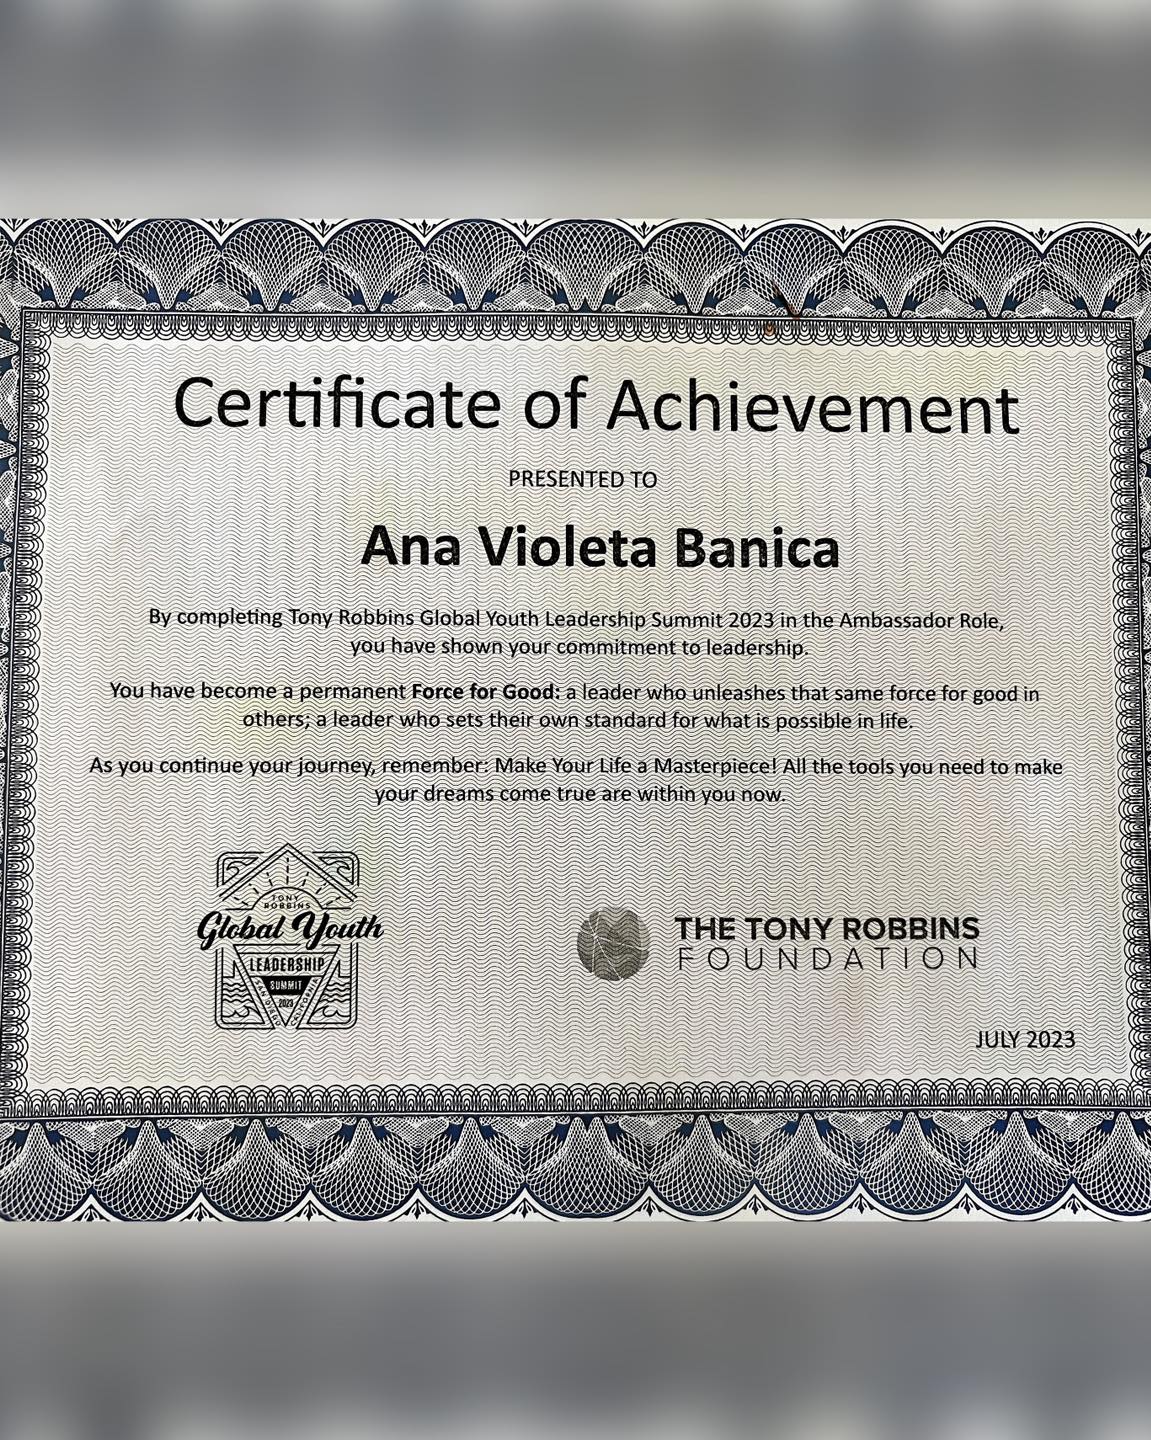 Certificate of Achievement
PRESENTED TO
Ana Violeta Banica
By completing Tony Robbins Global Youth Leadership Summit 2023 in the Ambassador Role,
you have shown your commitment to leadership.
You have become a permanent Force for Good: a leader who unleashes that same force for good in
others; a leader who sets their own standard for what is possible in life.
As you continue your journey, remember: Make Your Life a Masterpiece! All the tools you need to make
your dreams come true are within you now.
TONY
ROBBINS
Global Youth
LEADERSHIP
SUMMIT
2023
SAN DIEGO
CALIFORNIA
THE TONY ROBBINS
FOUNDATION
JULY 2023